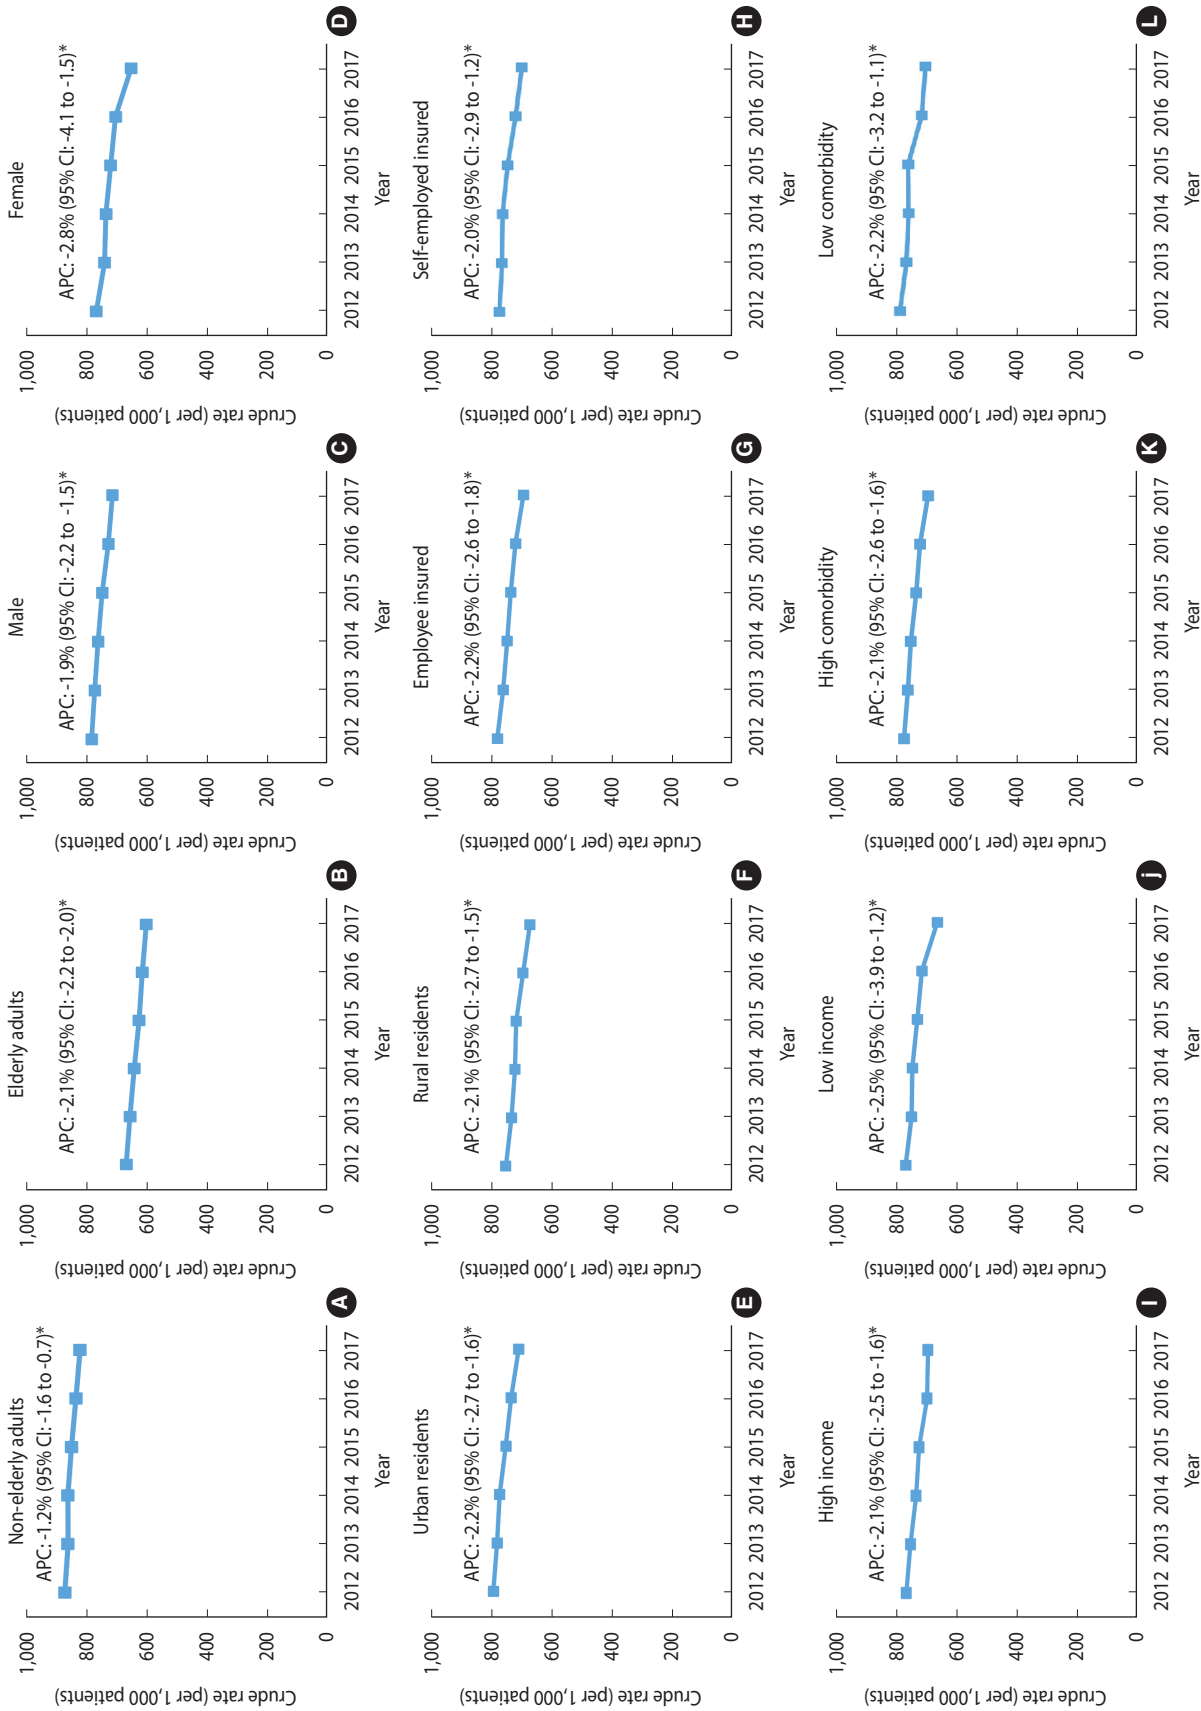 Non-elderly adults
APC: -1.2% (95% CI: -1.6 to -0.7)*
Crude rate (per 1,000 patients)
1,000
800
600
400
200
0
2012 2013 2014 2015 2016 2017
Year
A
Elderly adults
APC: -2.1% (95% CI: -2.2 to -2.0)*
Crude rate (per 1,000 patients)
1,000
800
600
400
200
0
2012 2013 2014 2015 2016 2017
Year
B
Male
APC: -1.9% (95% CI: -2.2 to -1.5)*
Crude rate (per 1,000 patients)
1,000
800
600
400
200
0
2012 2013 2014 2015 2016 2017
Year
C
Female
APC: -2.8% (95% CI: -4.1 to -1.5)*
Crude rate (per 1,000 patients)
1,000
800
600
400
200
0
2012 2013 2014 2015 2016 2017
Year
D
Urban residents
APC: -2.2% (95% CI: -2.7 to -1.6)*
Crude rate (per 1,000 patients)
1,000
800
600
400
200
0
2012 2013 2014 2015 2016 2017
Year
E
Rural residents
APC: -2.1% (95% CI: -2.7 to -1.5)*
Crude rate (per 1,000 patients)
1,000
800
600
400
200
0
2012 2013 2014 2015 2016 2017
Year
F
Employee insured
APC: -2.2% (95% CI: -2.6 to -1.8)*
Crude rate (per 1,000 patients)
1,000
800
600
400
200
0
2012 2013 2014 2015 2016 2017
Year
G
Self-employed insured
APC: -2.0% (95% CI: -2.9 to -1.2)*
Crude rate (per 1,000 patients)
1,000
800
600
400
200
0
2012 2013 2014 2015 2016 2017
Year
H
High income
APC: -2.1% (95% CI: -2.5 to -1.6)*
Crude rate (per 1,000 patients)
1,000
800
600
400
200
0
2012 2013 2014 2015 2016 2017
Year
I
Low income
APC: -2.5% (95% CI: -3.9 to -1.2)*
Crude rate (per 1,000 patients)
1,000
800
600
400
200
0
2012 2013 2014 2015 2016 2017
Year
j
High comorbidity
APC: -2.1% (95% CI: -2.6 to -1.6)*
Crude rate (per 1,000 patients)
1,000
800
600
400
200
0
2012 2013 2014 2015 2016 2017
Year
K
Low comorbidity
APC: -2.2% (95% CI: -3.2 to -1.1)*
Crude rate (per 1,000 patients)
1,000
800
600
400
200
0
2012 2013 2014 2015 2016 2017
Year
L